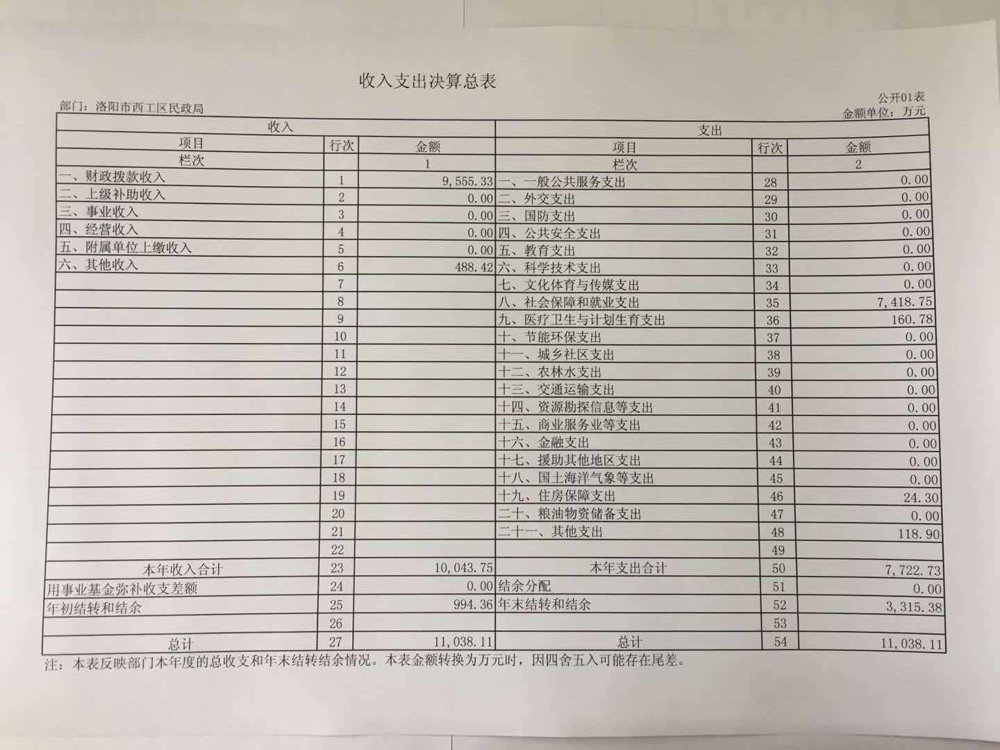 收入支出决算总表
公开01表
部门：洛阳市西工区民政局 金额单位：万元
收入 支出
项目 行次 金额 项目 行次 金额
栏次 1 栏次 2
一、财政拨款收入 1 9,555.33 一、一般公共服务支出 28 0.00
二、上级补助收入 2 0.00 二、外交支出 29 0.00
三、事业收入 3 0.00 三、国防支出 30 0.00
四、经营收入 4 0.00 四、公共安全支出 31 0.00
五、附属单位上缴收入 5 0.00 五、教育支出 32 0.00
六、其他收入 6 488.42 六、科学技术支出 33 0.00
7 七、文化体育与传媒支出 34 0.00
8 八、社会保障和就业支出 35 7,418.75
9 九、医疗卫生与计划生育支出 36 160.78
10 十、节能环保支出 37 0.00
11 十一、城乡社区支出 38 0.00
12 十二、农林水支出 39 0.00
13 十三、交通运输支出 40 0.00
14 十四、资源勘探信息等支出 41 0.00
15 十五、商业服务业等支出 42 0.00
16 十六、金融支出 43 0.00
17 十七、援助其他地区支出 44 0.00
18 十八、国土海洋气象等支出 45 0.00
19 十九、住房保障支出 46 24.30
20 二十、粮油物资储备支出 47 0.00
21 二十一、其他支出 48 118.90
22 49
本年收入合计 23 10,043.75 本年支出合计 50 7,722.73
用事业基金弥补收支差额 24 0.00 结余分配 51 0.00
年初结转和结余 25 994.36 年末结转和结余 52 3,315.38
26 53
总计 27 11,038.11 总计 54 11,038.11
注：本表反映部门本年度的总收支和年末结转结余情况。本表金额转换为万元时，因四舍五入可能存在尾差。